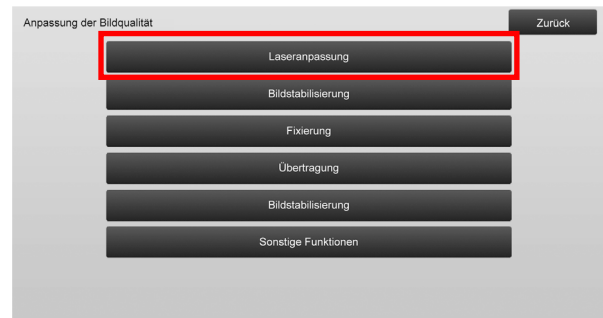 Anpassung der Bildqualität
Zurück
Laseranpassung
Bildstabilisierung
Fixierung
Übertragung
Bildstabilisierung
Sonstige Funktionen